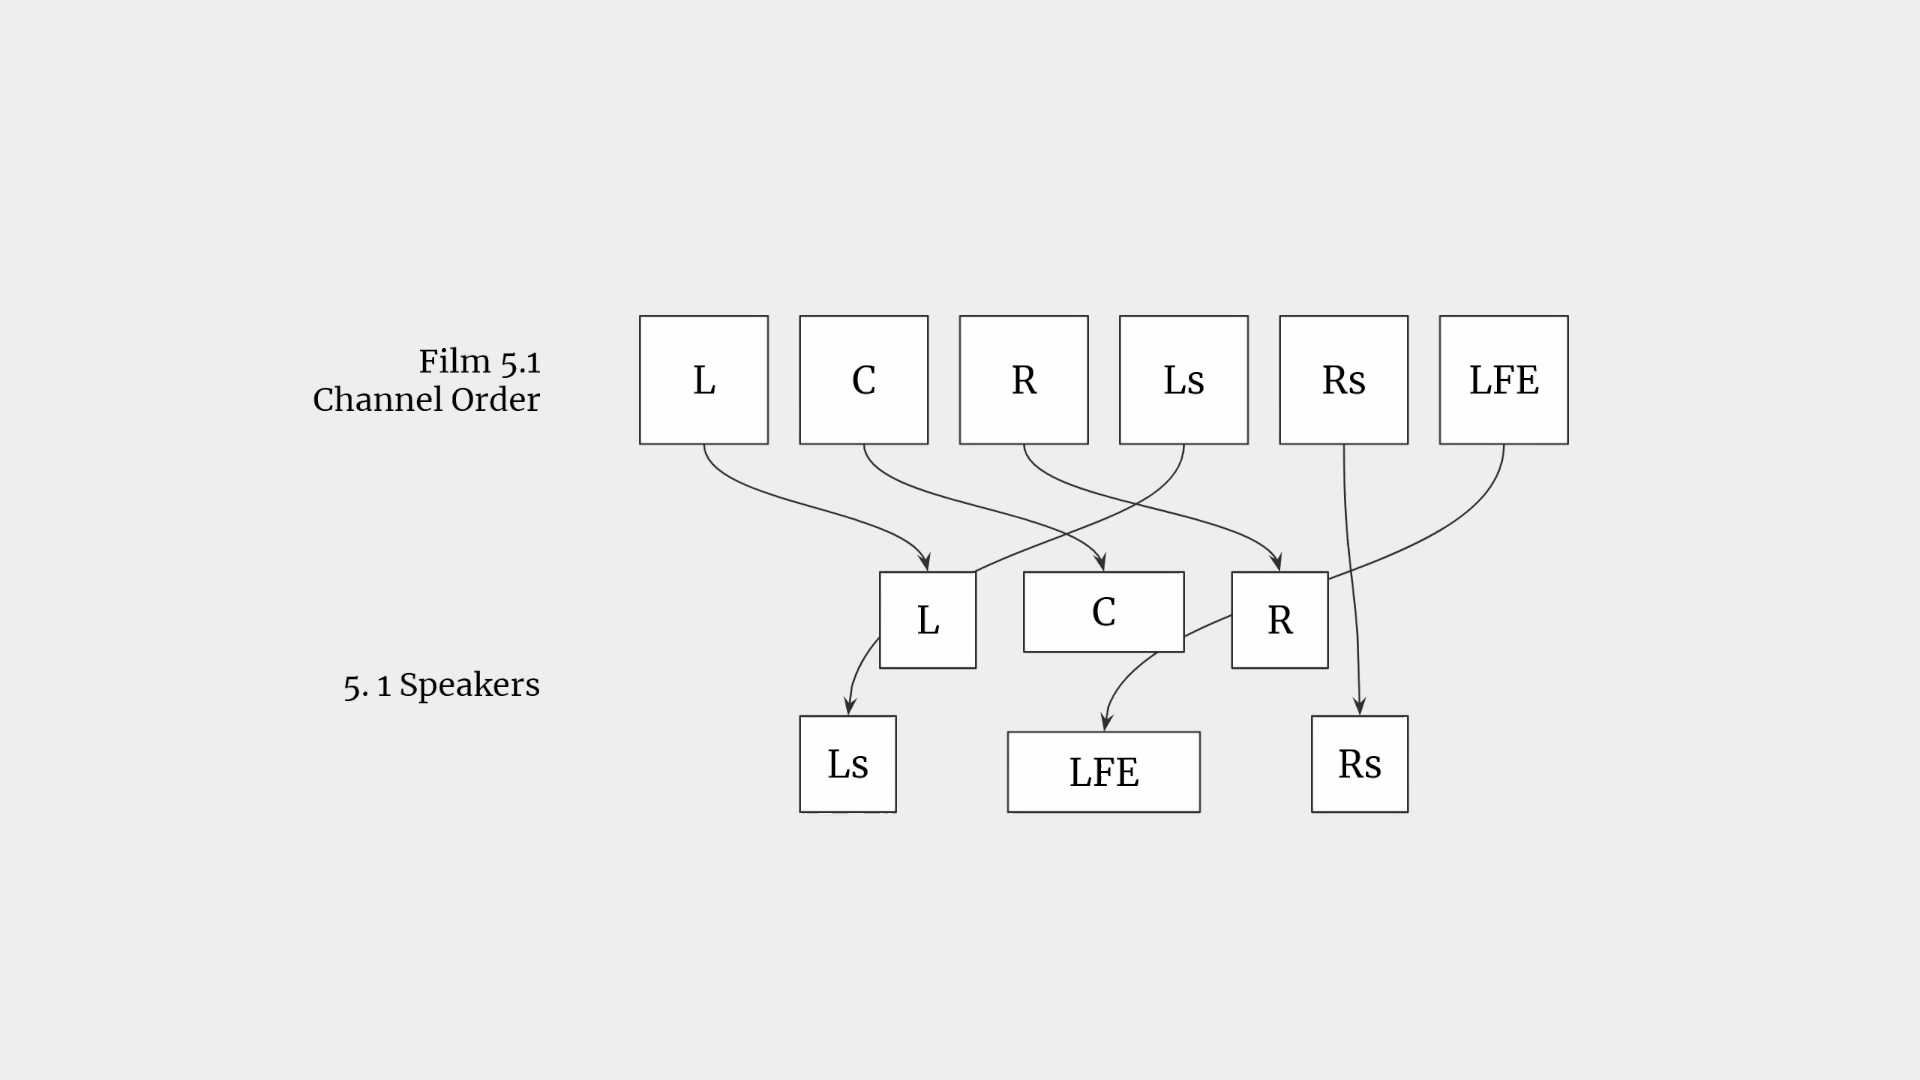 Film 5.1
Channel Order
L
C
R
Ls
Rs
LFE
5. 1 Speakers
L
C
R
Ls
LFE
Rs